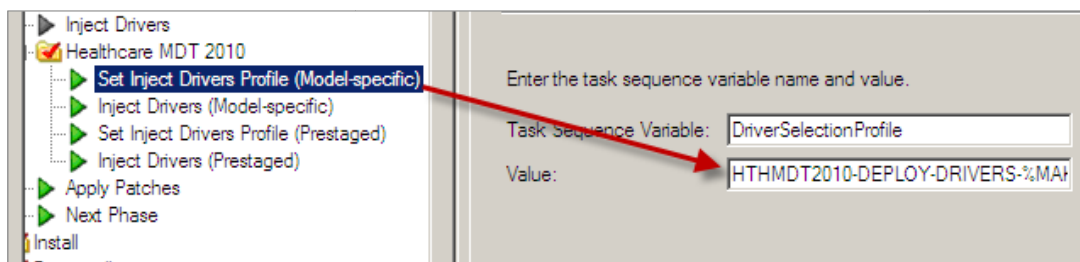 Inject Drivers
Healthcare MDT 2010
Set Inject Drivers Profile (Model-specific)
Inject Drivers (Model-specific)
Set Inject Drivers Profile (Prestaged)
Inject Drivers (Prestaged)
Apply Patches
Next Phase
Install
Enter the task sequence variable name and value.
Task Sequence Variable: DriverSelectionProfile
Value: HTHMDT2010-DEPLOY-DRIVERS-%MAK